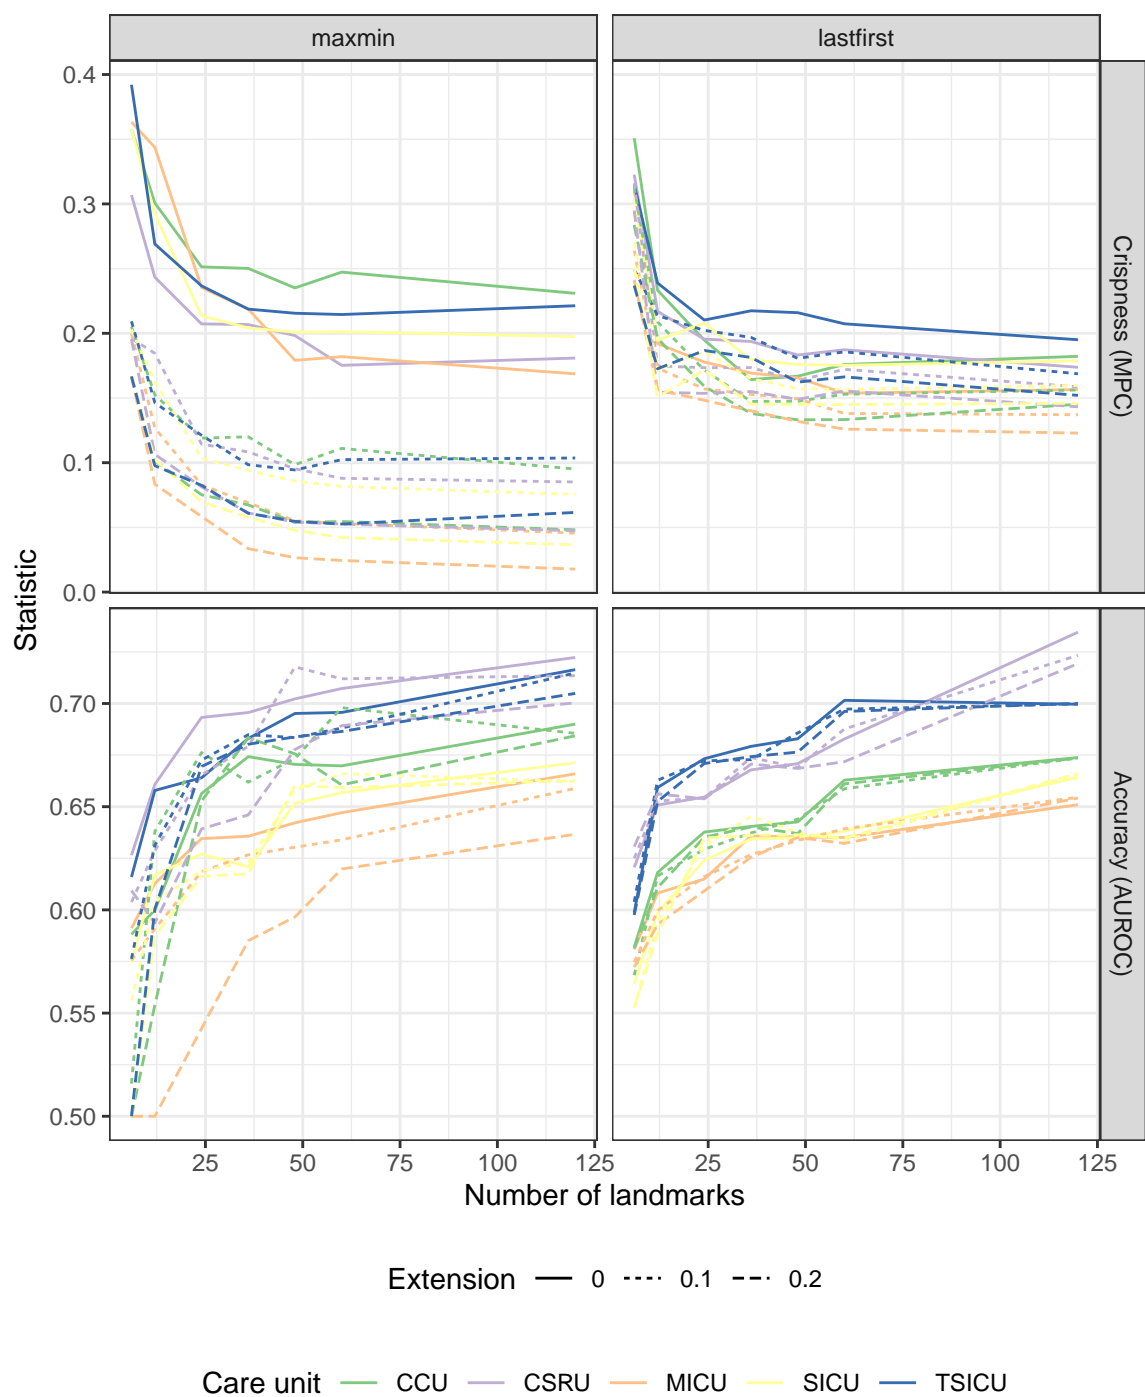 maxmin
lastfirst
0.4
0.3
0.2
0.1
0.0
Crispness (MPC)
Statistic
0.70
0.65
0.60
0.55
0.50
Accuracy (AUROC)
25 50 75 100 125
25 50 75 100 125
Number of landmarks
Extension 0 0.1 0.2
Care unit CCU CSRU MICU SICU TSICU